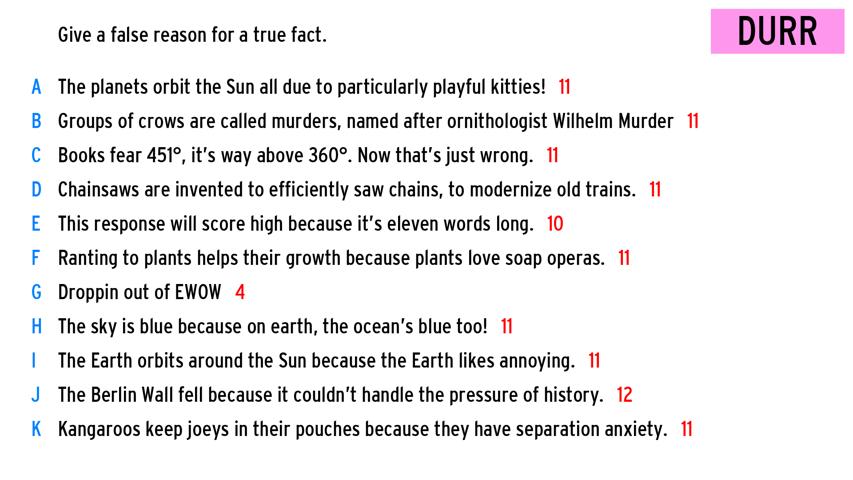 Give a false reason for a true fact.
DURR
A The planets orbit the Sun all due to particularly playful kitties! 11
B Groups of crows are called murders, named after ornithologist Wilhelm Murder 11
C Books fear 451°, it's way above 360°. Now that's just wrong. 11
D Chainsaws are invented to efficiently saw chains, to modernize old trains. 11
E This response will score high because it's eleven words long. 10
F Ranting to plants helps their growth because plants love soap operas. 11
G Droppin out of EWOW 4
H The sky is blue because on earth, the ocean's blue too! 11
I The Earth orbits around the Sun because the Earth likes annoying. 11
J The Berlin Wall fell because it couldn't handle the pressure of history. 12
K Kangaroos keep joeys in their pouches because they have separation anxiety. 11